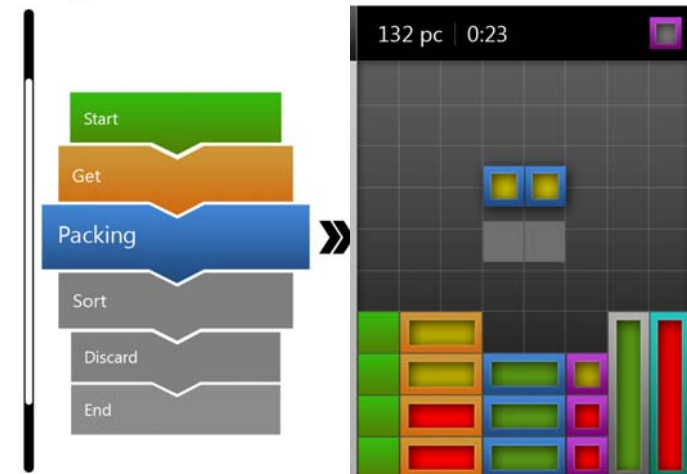 Start
Get
Packing
Sort
Discard
End
132 pc | 0:23